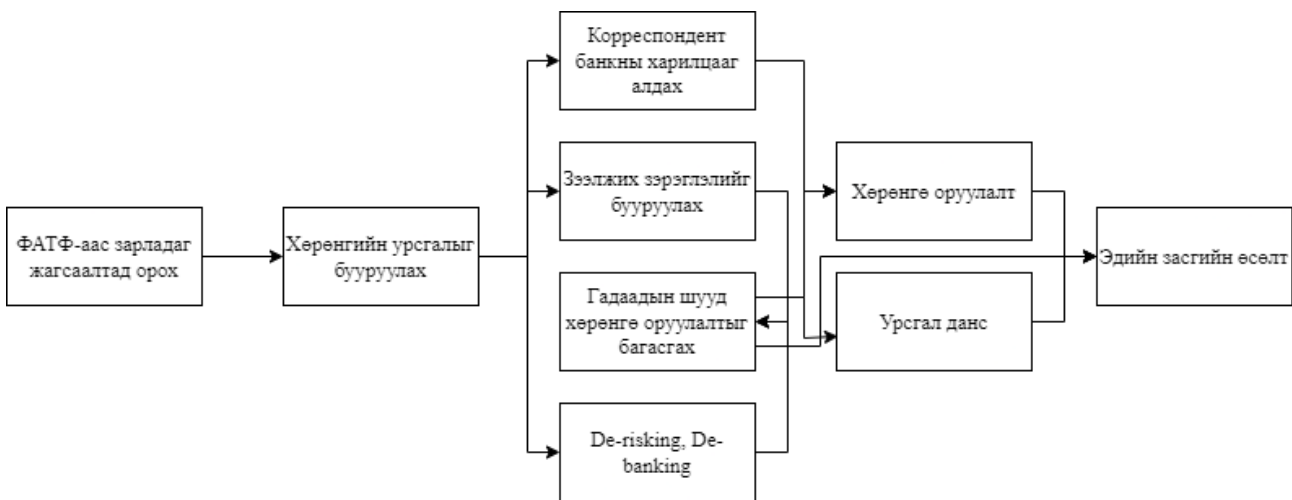 ФАТФ-аас зарладаг
жагсаалтад орох
Хөрөнгийн урсгалыг
бууруулах
Корреспондент
банкны харилцааг
алдах
Зээлжих зэрэглэлийг
бууруулах
Гадаадын шууд
хөрөнгө оруулалтыг
багасгах
De-risking, De-
banking
Хөрөнгө оруулалт
Урсгал данс
Эдийн засгийн өсөлт